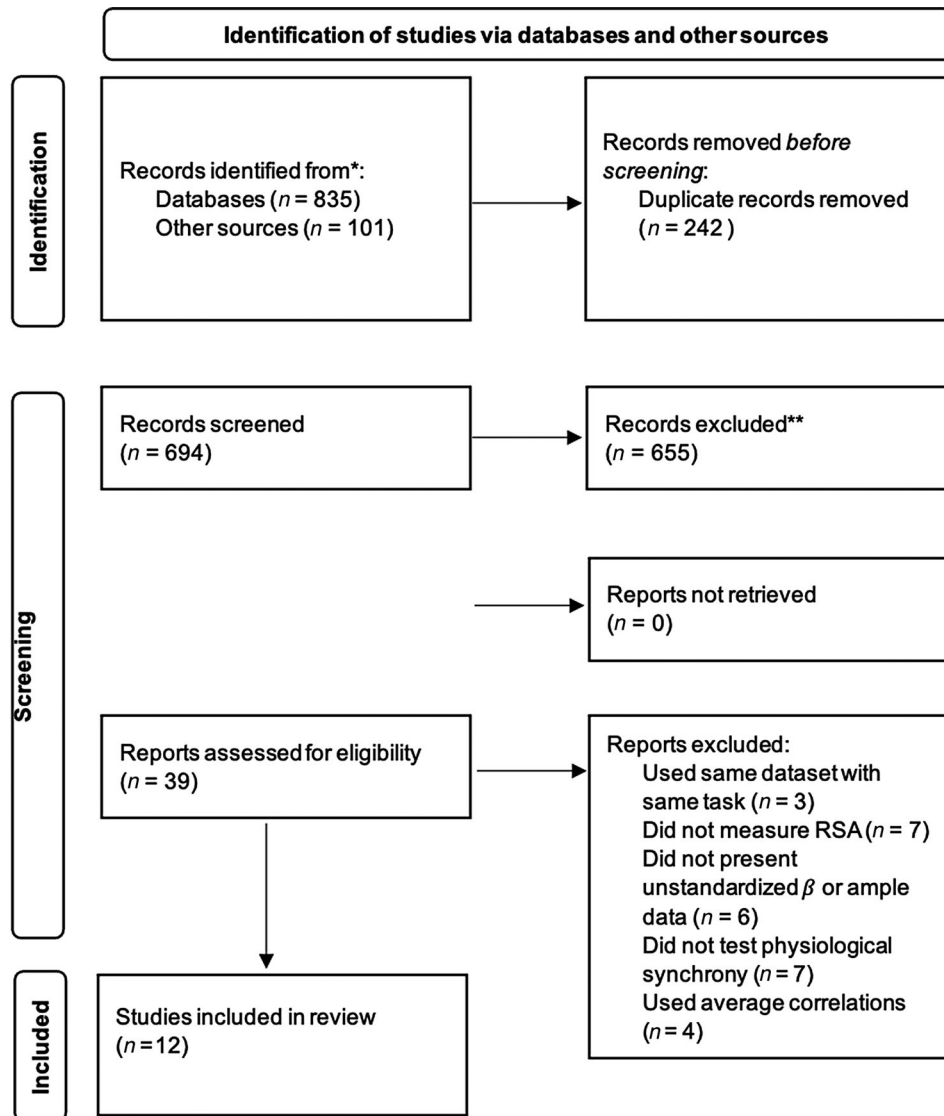 Identification of studies via databases and other sources
Identification
Records identified from*:
Databases (n = 835)
Other sources (n = 101)
Records removed before
screening:
Duplicate records removed
(n = 242 )
Screening
Records screened
(n = 694)
Records excluded**
(n = 655)
Reports not retrieved
(n = 0)
Reports assessed for eligibility
(n = 39)
Reports excluded:
Used same dataset with
same task (n = 3)
Did not measure RSA (n = 7)
Did not present
unstandardized β or ample
data (n = 6)
Did not test physiological
synchrony (n = 7)
Used average correlations
(n = 4)
Included
Studies included in review
(n =12)